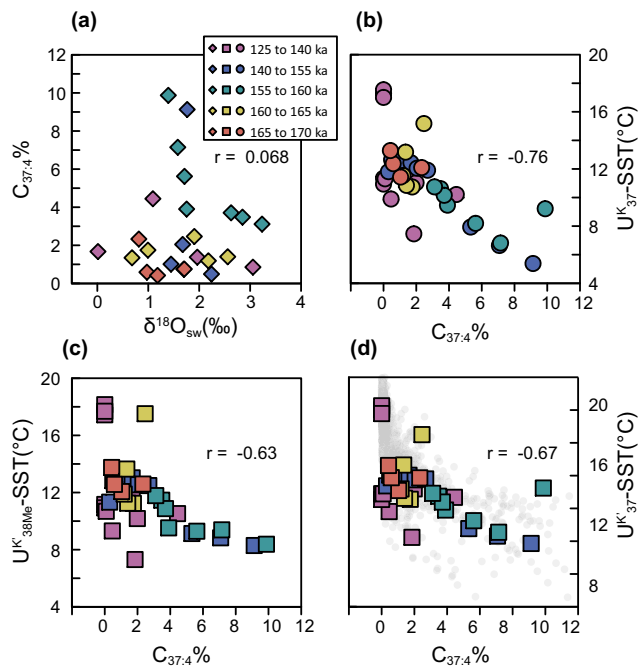 (a)
125 to 140 ka
140 to 155 ka
155 to 160 ka
160 to 165 ka
165 to 170 ka
r = 0.068
C37:4%
12
10
8
6
4
2
0
0 1 2 3 4
δ18Osw(‰)
(b)
r = -0.76
20
16
12
8
4
UK37-SST(°C)
0 2 4 6 8 10 12
C37:4%
(c)
r = -0.63
UK'38Me-SST(°C)
20
16
12
8
4
0 2 4 6 8 10 12
C37:4%
(d)
r = -0.67
20
16
12
8
UK'37-SST(°C)
0 2 4 6 8 10 12
C37:4%